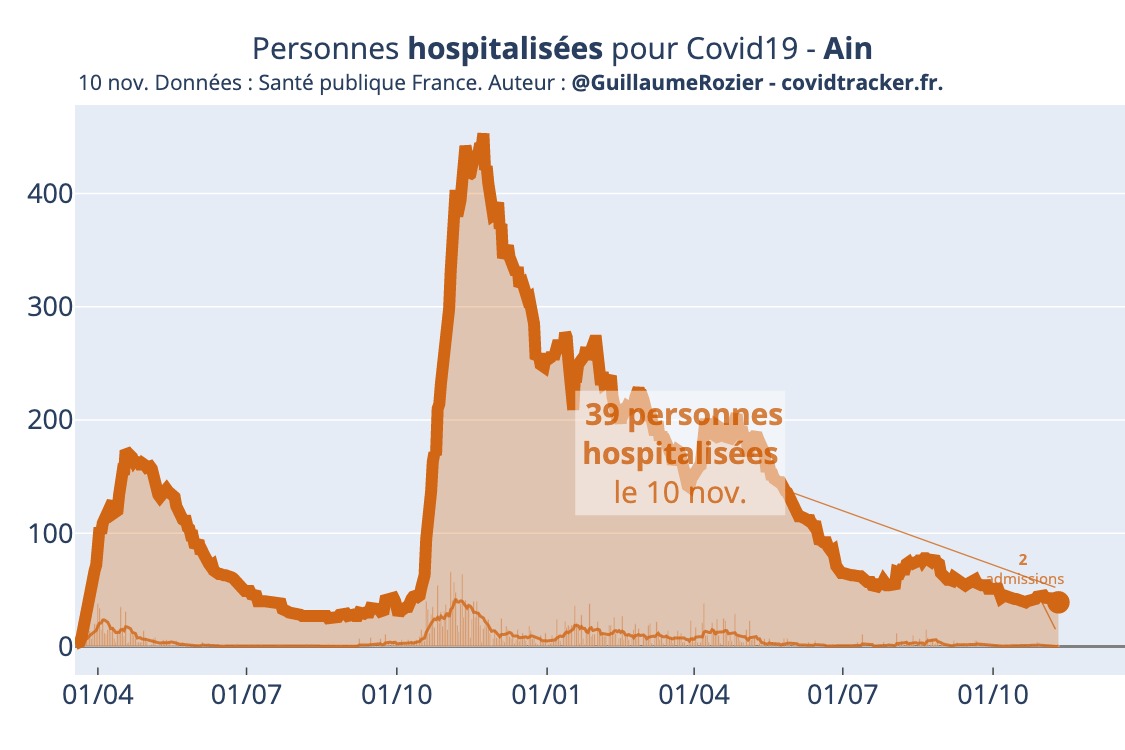 Personnes hospitalisées pour Covid19 - Ain
10 nov. Données : Santé publique France. Auteur : @GuillaumeRozier - covidtracker.fr.
400
300
200
100
0
39 personnes
hospitalisées
le 10 nov.
2
admissions
01/04
01/07
01/10
01/01
01/04
01/07
01/10